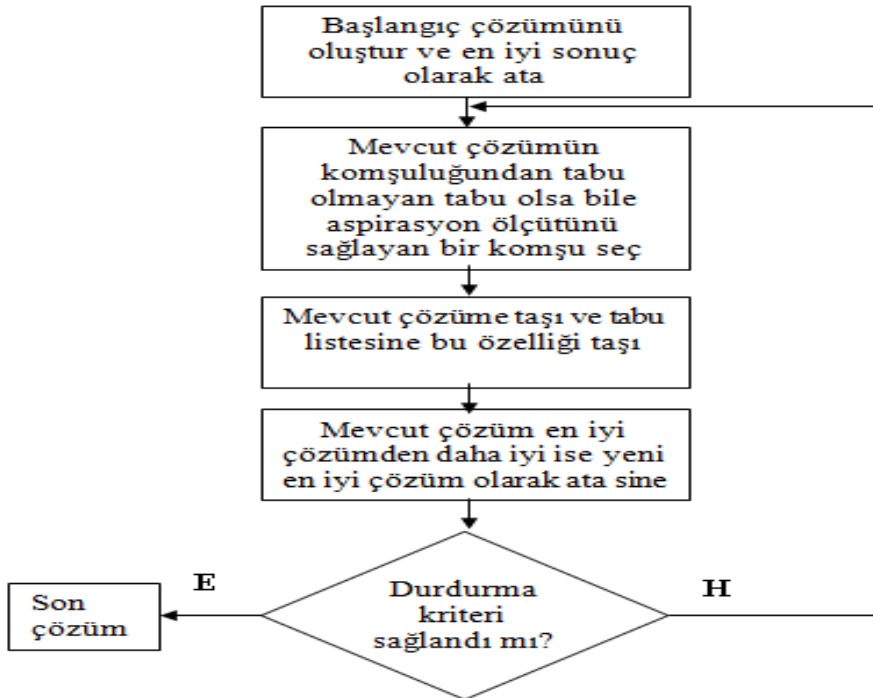 Başlangıç çözümünü
oluştur ve en iyi sonuç
olarak ata
Mevcut çözümün
komşuluğundan tabu
olmayan tabu olsa bile
aspirasyon ölçütünü
sağlayan bir komşu seç
Mevcut çözüme taşı ve tabu
listesine bu özelliği taşı
Mevcut çözüm en iyi
çözümden daha iyi ise yeni
en iyi çözüm olarak ata sine
Durdurma
kriteri
sağlandı mı?
E
H
Son
çözüm